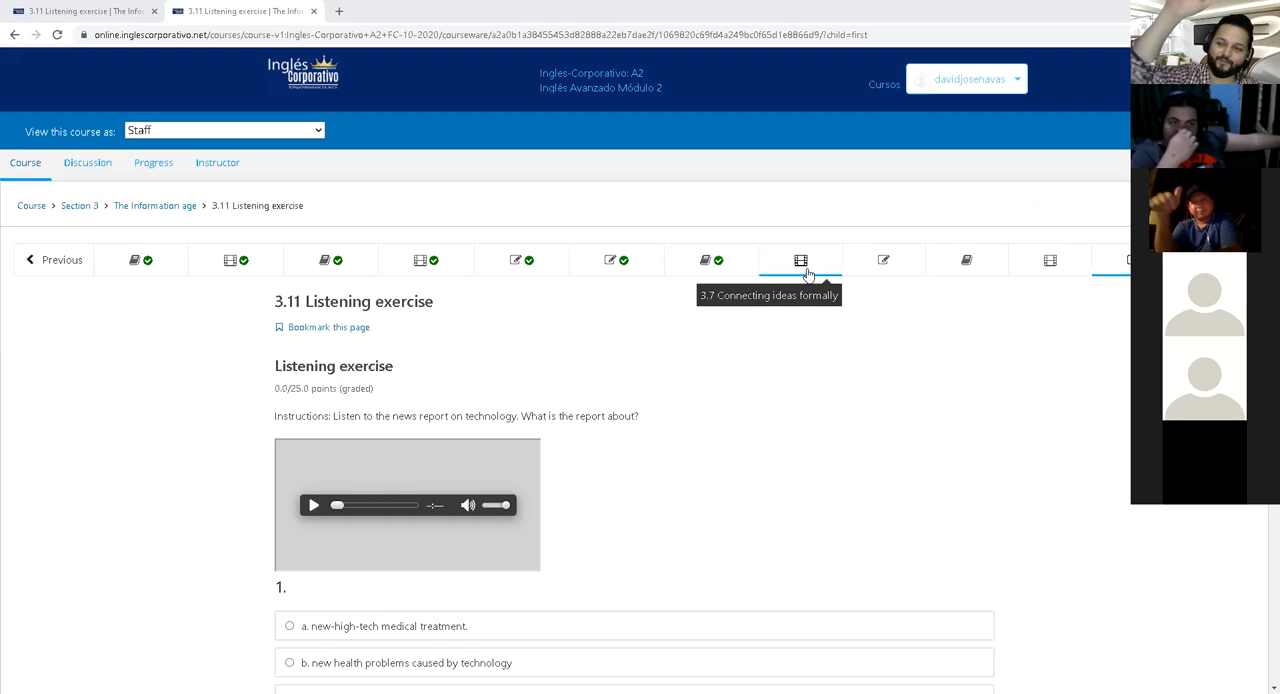 3.11 Listening exercise | The Info
3.11 Listening exercise | The Info
online.inglescorporativo.net/courses/course-v1:Ingles-Corporativo+A2+FC-10-2020/courseware/c2a0b1a38455453d82888a22eb7dae2f/1069820c69fd4a249bc0f65d1e8866d9/?child=first
Inglés
Corporativo
Ingles-Corporativo: A2
Inglés Avanzado Módulo 2
Cursos
davidjosenavas
View this course as:
Staff
Course
Discussion
Progress
Instructor
Course > Section 3 > The Information age > 3.11 Listening exercise
Previous
3.7 Connecting ideas formally
3.11 Listening exercise
Bookmark this page
Listening exercise
0.0/25.0 points (graded)
Instructions: Listen to the news report on technology. What is the report about?
-:--
1.
a. new-high-tech medical treatment.
b. new health problems caused by technology